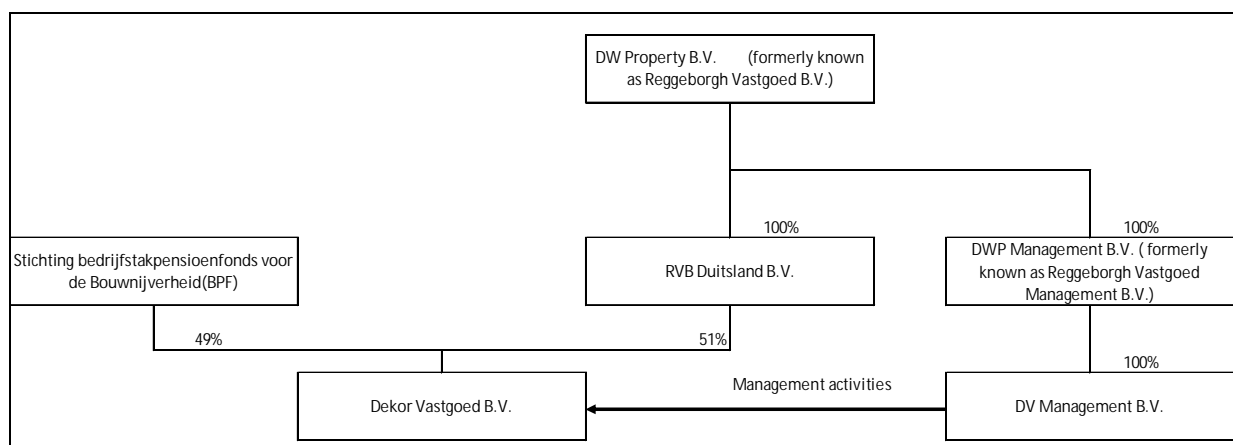 DW Property B.V. (formerly known
as Reggeborgh Vastgoed B.V.)
100%
100%
Stichting bedrijfstakpensioenfonds voor
de Bouwnijverheid(BPF)
RVB Duitsland B.V.
DWP Management B.V. ( formerly
known as Reggeborgh Vastgoed
Management B.V.)
49%
51%
100%
Dekor Vastgoed B.V.
Management activities
DV Management B.V.